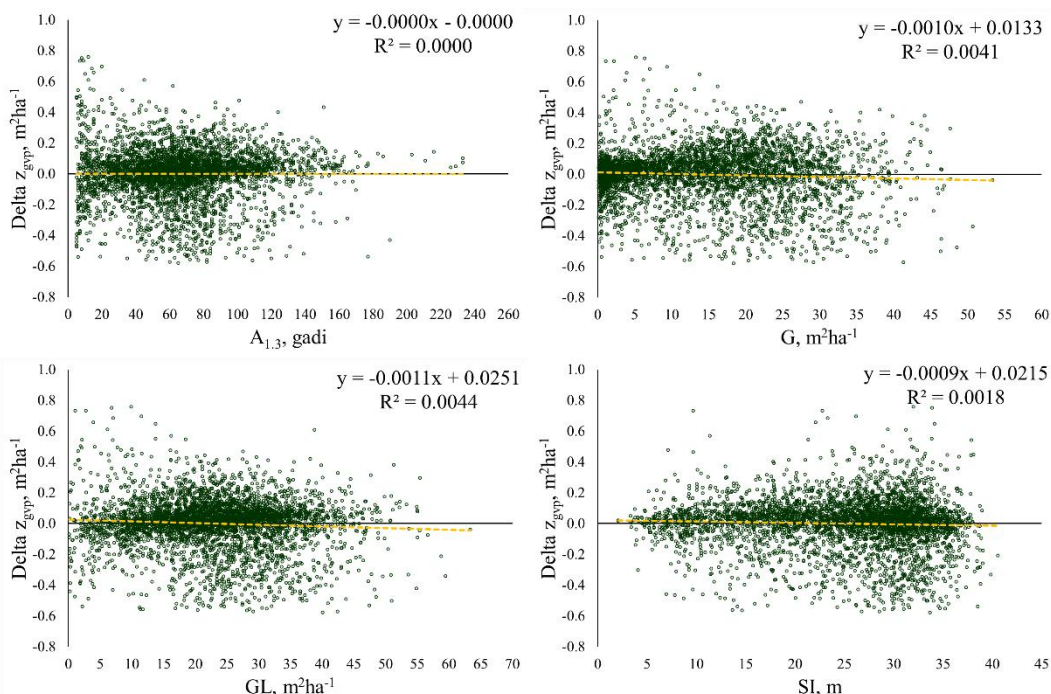 y = -0.0000x - 0.0000
R² = 0.0000
Delta z_gvp, m²ha⁻¹
1.0
0.8
0.6
0.4
0.2
0.0
-0.2
-0.4
-0.6
-0.8
0 20 40 60 80 100 120 140 160 180 200 220 240 260
A₁.₃, gadi
y = -0.0010x + 0.0133
R² = 0.0041
Delta z_gvp, m²ha⁻¹
1.0
0.8
0.6
0.4
0.2
0.0
-0.2
-0.4
-0.6
-0.8
0 5 10 15 20 25 30 35 40 45 50 55 60
G, m²ha⁻¹
y = -0.0011x + 0.0251
R² = 0.0044
Delta z_gvp, m²ha⁻¹
1.0
0.8
0.6
0.4
0.2
0.0
-0.2
-0.4
-0.6
-0.8
0 5 10 15 20 25 30 35 40 45 50 55 60 65 70
GL, m²ha⁻¹
y = -0.0009x + 0.0215
R² = 0.0018
Delta z_gvp, m²ha⁻¹
1.0
0.8
0.6
0.4
0.2
0.0
-0.2
-0.4
-0.6
-0.8
0 5 10 15 20 25 30 35 40 45
SI, m